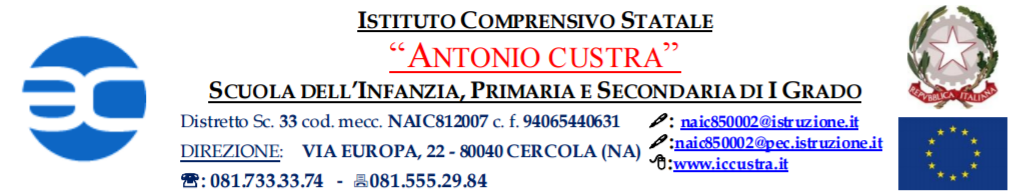 ISTITUTO COMPRENSIVO STATALE
“ANTONIO CUSTRA”
SCUOLA DELL’INFANZIA, PRIMARIA E SECONDARIA DI I GRADO
Distretto Sc. 33 cod. mecc. NAIC812007 c. f. 94065440631
🖉: naic850002@istruzione.it
DIREZIONE: VIA EUROPA, 22 - 80040 CERCOLA (NA)
🖉:naic850002@pec.istruzione.it
🖰:www.iccustra.it
☎: 081.733.33.74 - 🖷081.555.29.84
REPVBBLICA ITALIANA